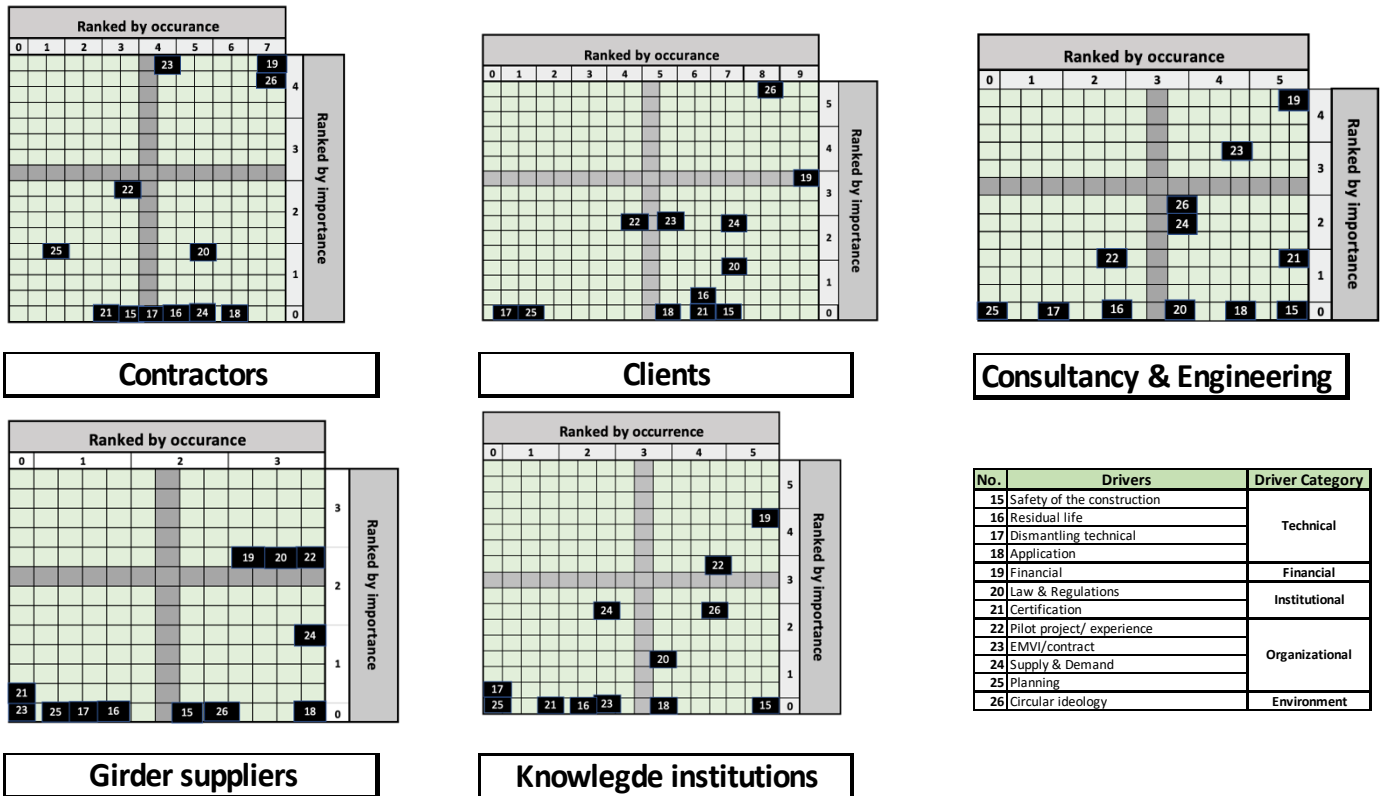 Ranked by occurance
0 1 2 3 4 5 6 7
23 19
26 4
3
22
2
25 20
1
21 15 17 16 24 18 0
Ranked by importance
Contractors
Ranked by occurance
0 1 2 3 4 5 6 7 8 9
26
5
4
19
3
22 23 24
2
20
1
16
17 25 18 21 15 0
Ranked by importance
Clients
Ranked by occurance
0 1 2 3 4 5
19
4
23
3
26
24 2
22 21
1
25 17 16 20 18 15 0
Ranked by importance
Consultancy & Engineering
Ranked by occurance
0 1 2 3
3
19 20 22
2
24
1
21
23 25 17 16 15 26 18 0
Ranked by importance
Girder suppliers
Ranked by occurrence
0 1 2 3 4 5
5
19
4
22
3
24 26
2
20
1
17
25 21 16 23 18 15 0
Ranked by importance
Knowlegde institutions
No. Drivers Driver Category
15 Safety of the construction
16 Residual life
17 Dismantling technical
18 Application
Technical
19 Financial Financial
20 Law & Regulations
21 Certification
Institutional
22 Pilot project/ experience
23 EMVI/contract
24 Supply & Demand
25 Planning
Organizational
26 Circular ideology Environment